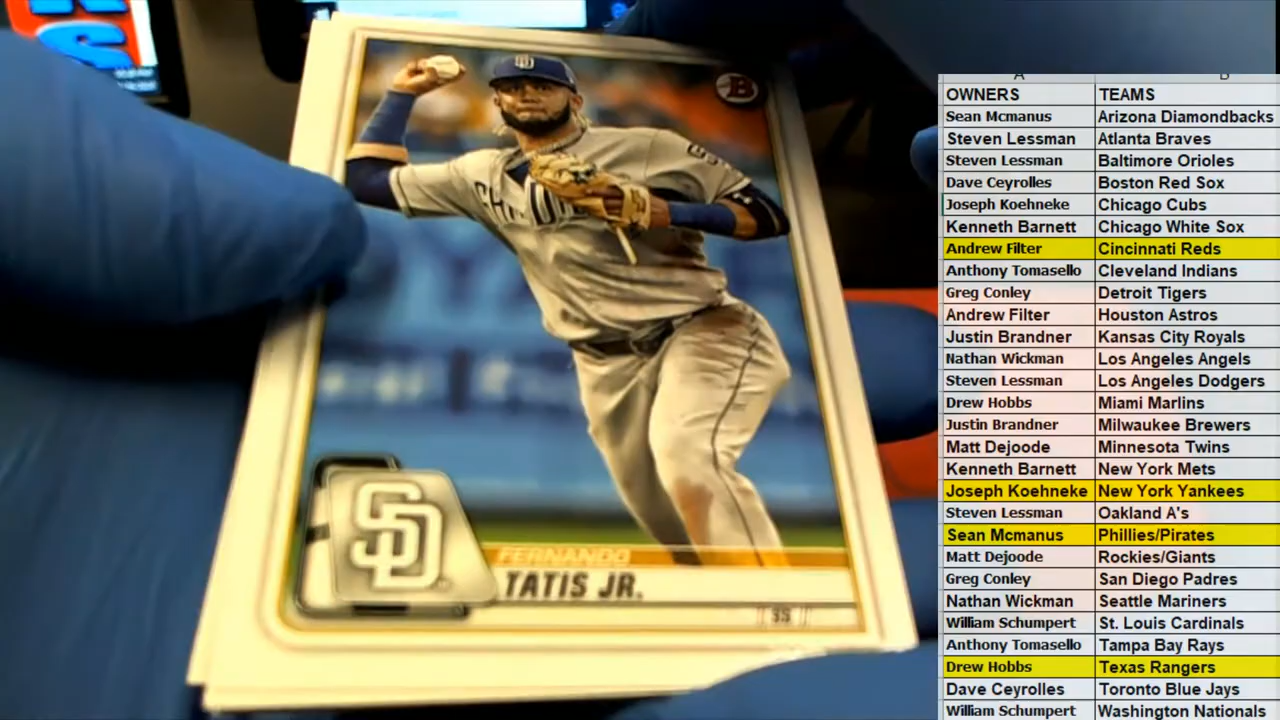 S
SD
B
SD
FERNANDO
TATIS JR.
SS
A B
OWNERS TEAMS
Sean Mcmanus Arizona Diamondbacks
Steven Lessman Atlanta Braves
Steven Lessman Baltimore Orioles
Dave Ceyrolles Boston Red Sox
Joseph Koehneke Chicago Cubs
Kenneth Barnett Chicago White Sox
Andrew Filter Cincinnati Reds
Anthony Tomasello Cleveland Indians
Greg Conley Detroit Tigers
Andrew Filter Houston Astros
Justin Brandner Kansas City Royals
Nathan Wickman Los Angeles Angels
Steven Lessman Los Angeles Dodgers
Drew Hobbs Miami Marlins
Justin Brandner Milwaukee Brewers
Matt Dejoode Minnesota Twins
Kenneth Barnett New York Mets
Joseph Koehneke New York Yankees
Steven Lessman Oakland A's
Sean Mcmanus Phillies/Pirates
Matt Dejoode Rockies/Giants
Greg Conley San Diego Padres
Nathan Wickman Seattle Mariners
William Schumpert St. Louis Cardinals
Anthony Tomasello Tampa Bay Rays
Drew Hobbs Texas Rangers
Dave Ceyrolles Toronto Blue Jays
William Schumpert Washington Nationals